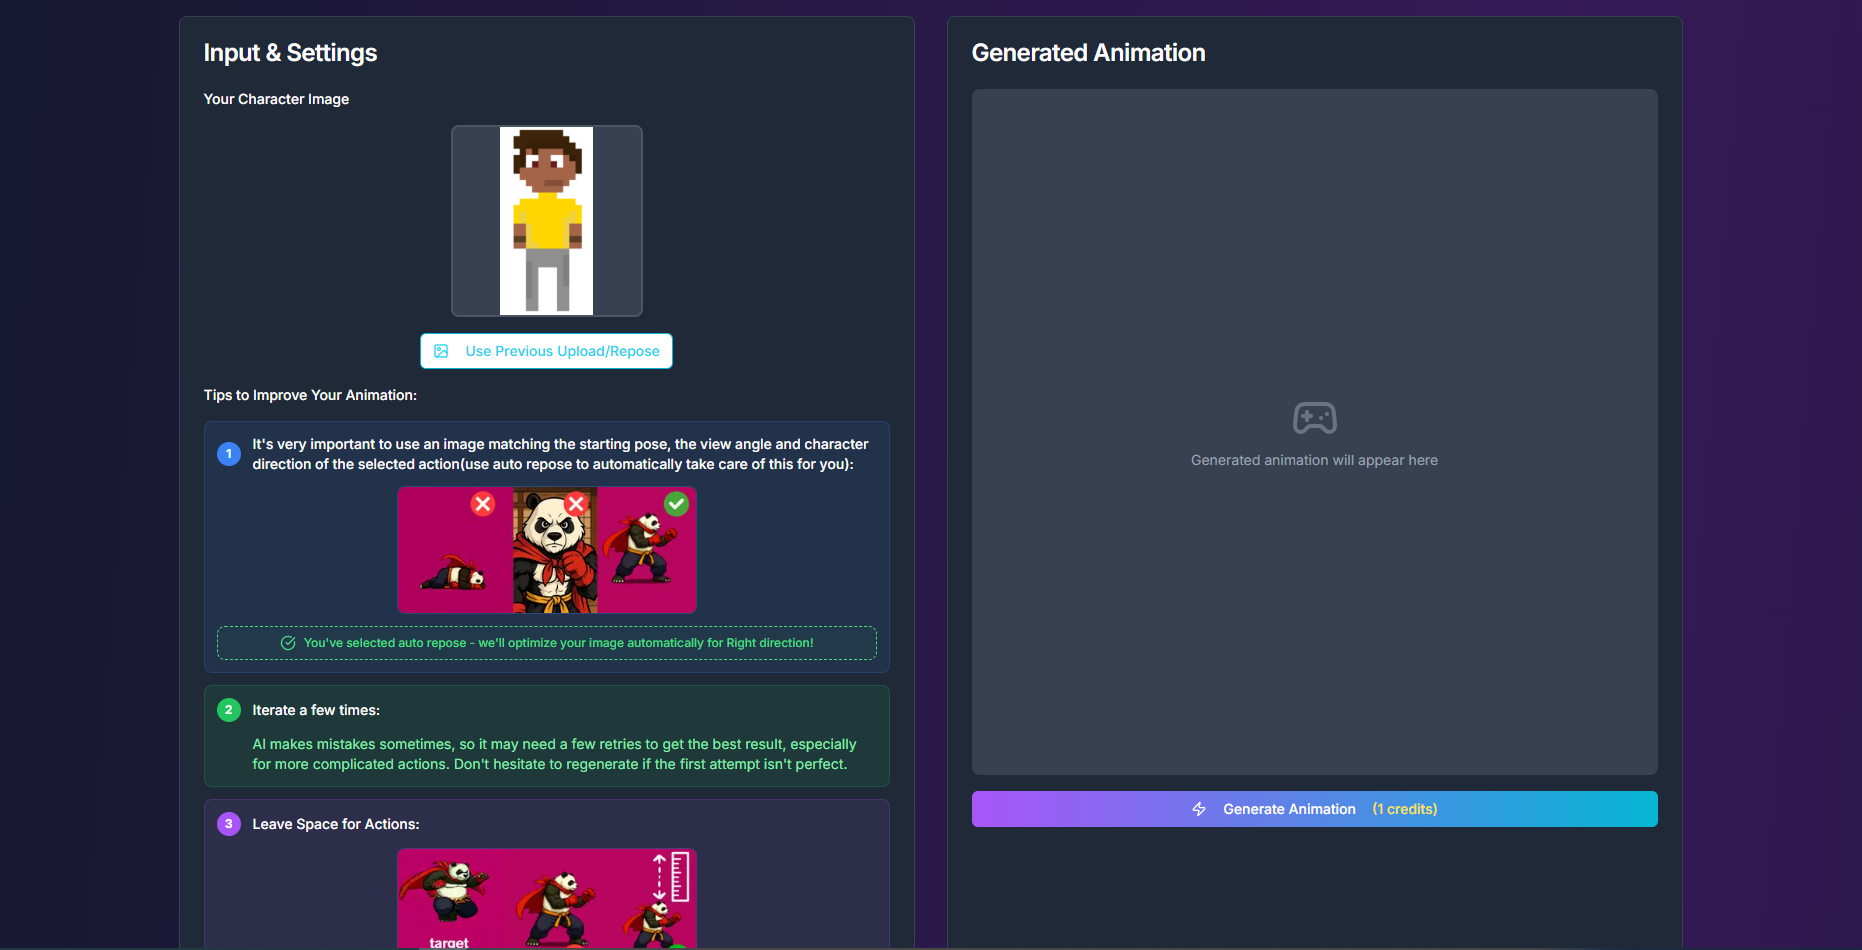 Input & Settings
Your Character Image
Use Previous Upload/Repose
Tips to Improve Your Animation:
1
It's very important to use an image matching the starting pose, the view angle and character
direction of the selected action(use auto repose to automatically take care of this for you):
You've selected auto repose - we'll optimize your image automatically for Right direction!
2
Iterate a few times:
AI makes mistakes sometimes, so it may need a few retries to get the best result, especially
for more complicated actions. Don't hesitate to regenerate if the first attempt isn't perfect.
3
Leave Space for Actions:
target
Generated Animation
Generated animation will appear here
Generate Animation (1 credits)